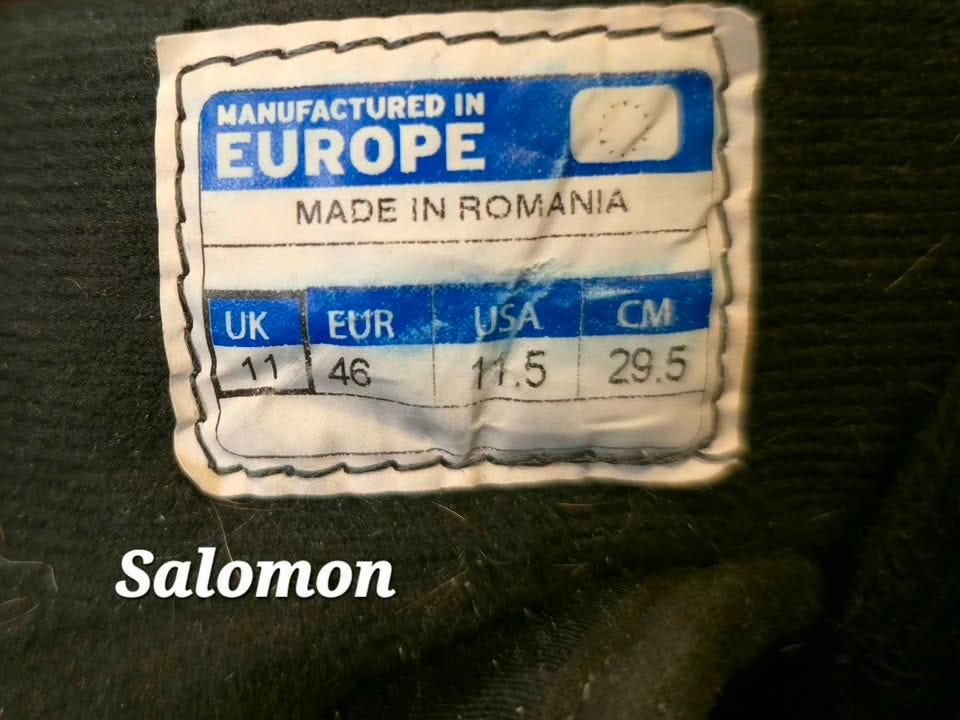 MANUFACTURED IN
EUROPE
MADE IN ROMANIA
UK EUR USA CM
11 46 11.5 29.5
Salomon